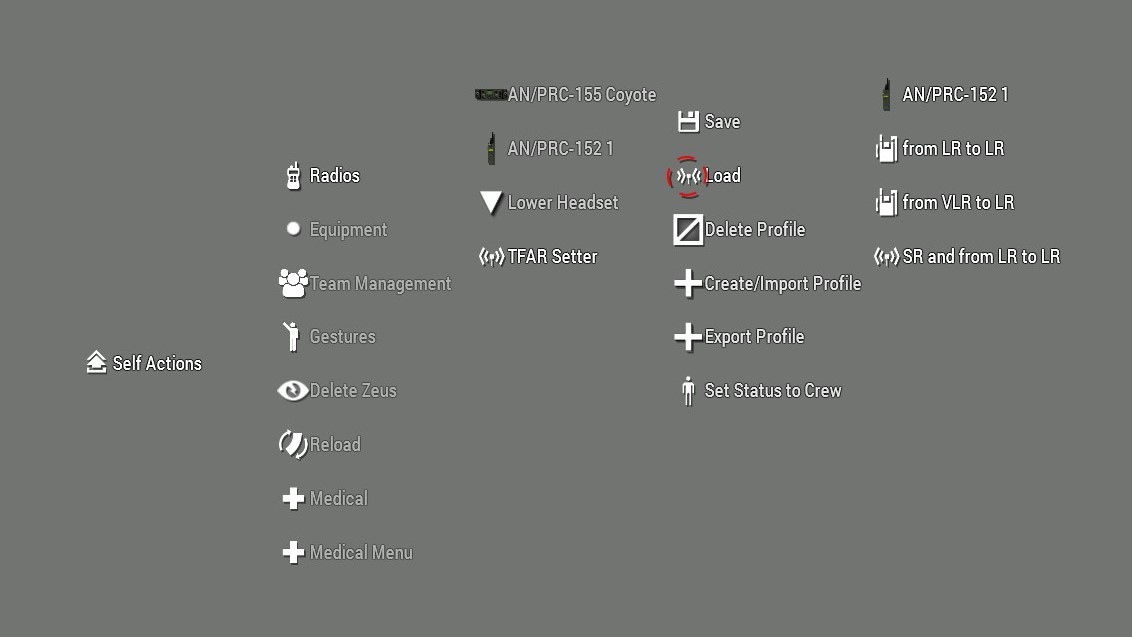 Self Actions
Radios
Equipment
Team Management
Gestures
Delete Zeus
Reload
Medical
Medical Menu
AN/PRC-155 Coyote
AN/PRC-152 1
Lower Headset
TFAR Setter
Save
Load
Delete Profile
Create/Import Profile
Export Profile
Set Status to Crew
AN/PRC-152 1
from LR to LR
from VLR to LR
SR and from LR to LR